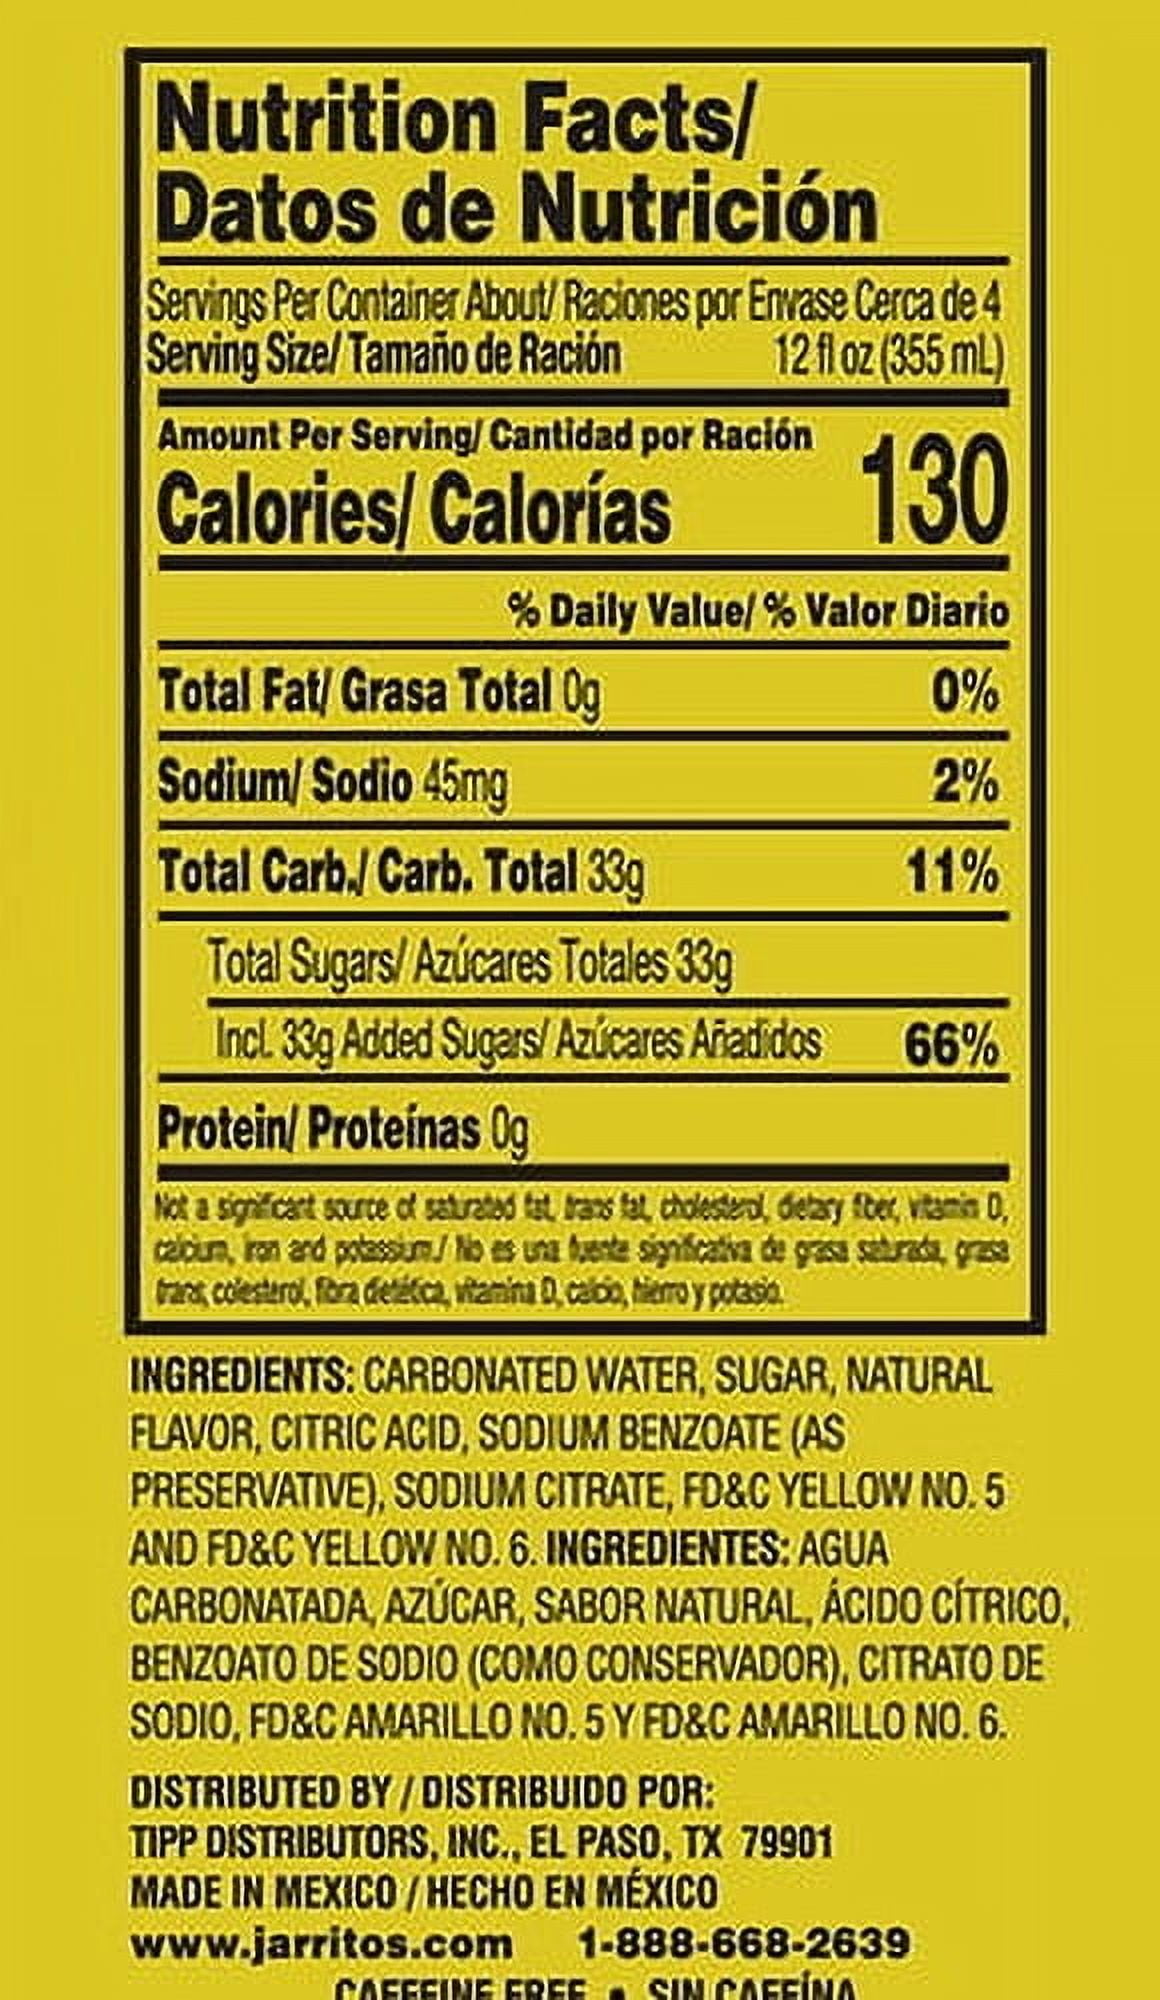 Nutrition Facts/
Datos de Nutrición
Servings Per Container About/ Raciones por Envase Cerca de 4
Serving Size/ Tamaño de Ración 12 fl oz (355 mL)
Amount Per Serving/ Cantidad por Ración
Calories/ Calorías 130
% Daily Value/ % Valor Diario
Total Fat/ Grasa Total 0g 0%
Sodium/ Sodio 45mg 2%
Total Carb./ Carb. Total 33g 11%
Total Sugars/ Azúcares Totales 33g
Incl. 33g Added Sugars/ Azúcares Añadidos 66%
Protein/ Proteínas 0g
Not a significant source of saturated fat, trans fat, cholesterol, dietary fiber, vitamin D,
calcium, iron and potassium./ No es una fuente significativa de grasa saturada, grasa
trans, colesterol, fibra dietética, vitamina D, calcio, hierro y potasio.
INGREDIENTS: CARBONATED WATER, SUGAR, NATURAL
FLAVOR, CITRIC ACID, SODIUM BENZOATE (AS
PRESERVATIVE), SODIUM CITRATE, FD&C YELLOW NO. 5
AND FD&C YELLOW NO. 6. INGREDIENTES: AGUA
CARBONATADA, AZÚCAR, SABOR NATURAL, ÁCIDO CÍTRICO,
BENZOATO DE SODIO (COMO CONSERVADOR), CITRATO DE
SODIO, FD&C AMARILLO NO. 5 Y FD&C AMARILLO NO. 6.
DISTRIBUTED BY / DISTRIBUIDO POR:
TIPP DISTRIBUTORS, INC., EL PASO, TX 79901
MADE IN MEXICO / HECHO EN MÉXICO
www.jarritos.com 1-888-668-2639
CAFFEINE FREE • SIN CAFEÍNA